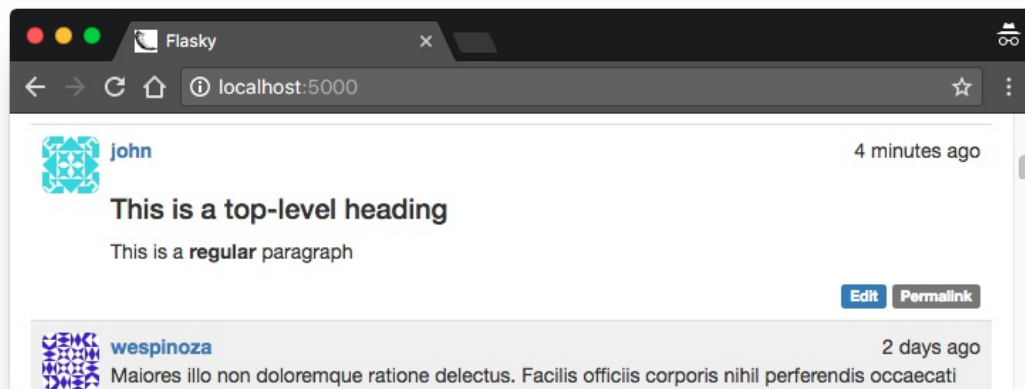 Flasky
localhost:5000
john 4 minutes ago
This is a top-level heading
This is a regular paragraph
Edit Permalink
wespinoza 2 days ago
Maiores illo non doloremque ratione delectus. Facilis officiis corporis nihil perferendis occaecati